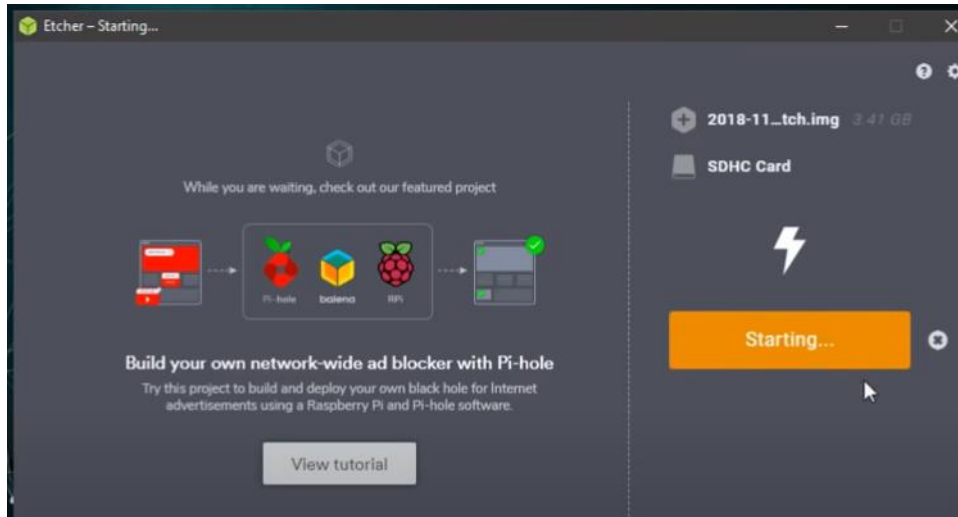 Etcher – Starting...
While you are waiting, check out our featured project
Pi-hole
balena
RPi
Build your own network-wide ad blocker with Pi-hole
Try this project to build and deploy your own black hole for Internet
advertisements using a Raspberry Pi and Pi-hole software.
View tutorial
2018-11...tch.img 3.41 GB
SDHC Card
Starting...